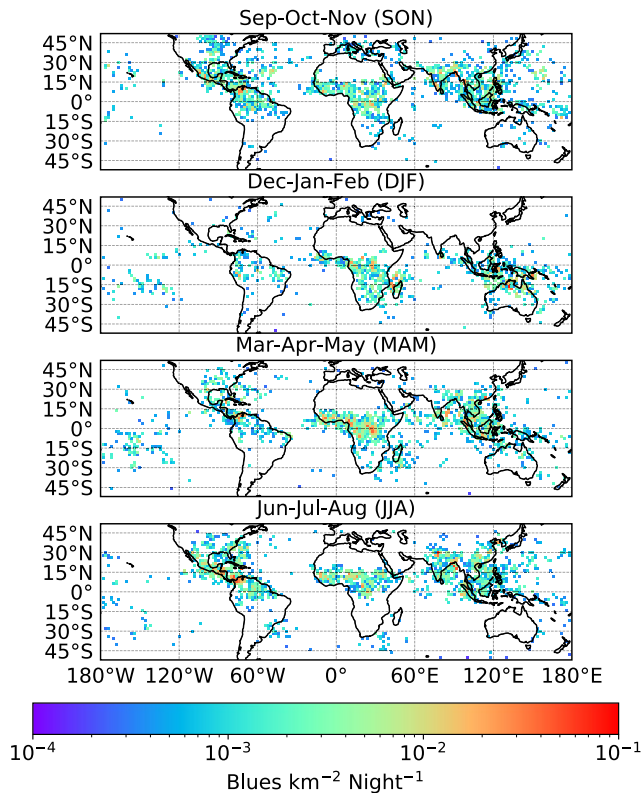 Sep-Oct-Nov (SON)
45°N
30°N
15°N
0°
15°S
30°S
45°S
Dec-Jan-Feb (DJF)
45°N
30°N
15°N
0°
15°S
30°S
45°S
Mar-Apr-May (MAM)
45°N
30°N
15°N
0°
15°S
30°S
45°S
Jun-Jul-Aug (JJA)
45°N
30°N
15°N
0°
15°S
30°S
45°S
180°W 120°W 60°W 0° 60°E 120°E 180°E
10⁻⁴ 10⁻³ 10⁻² 10⁻¹
Blues km⁻² Night⁻¹